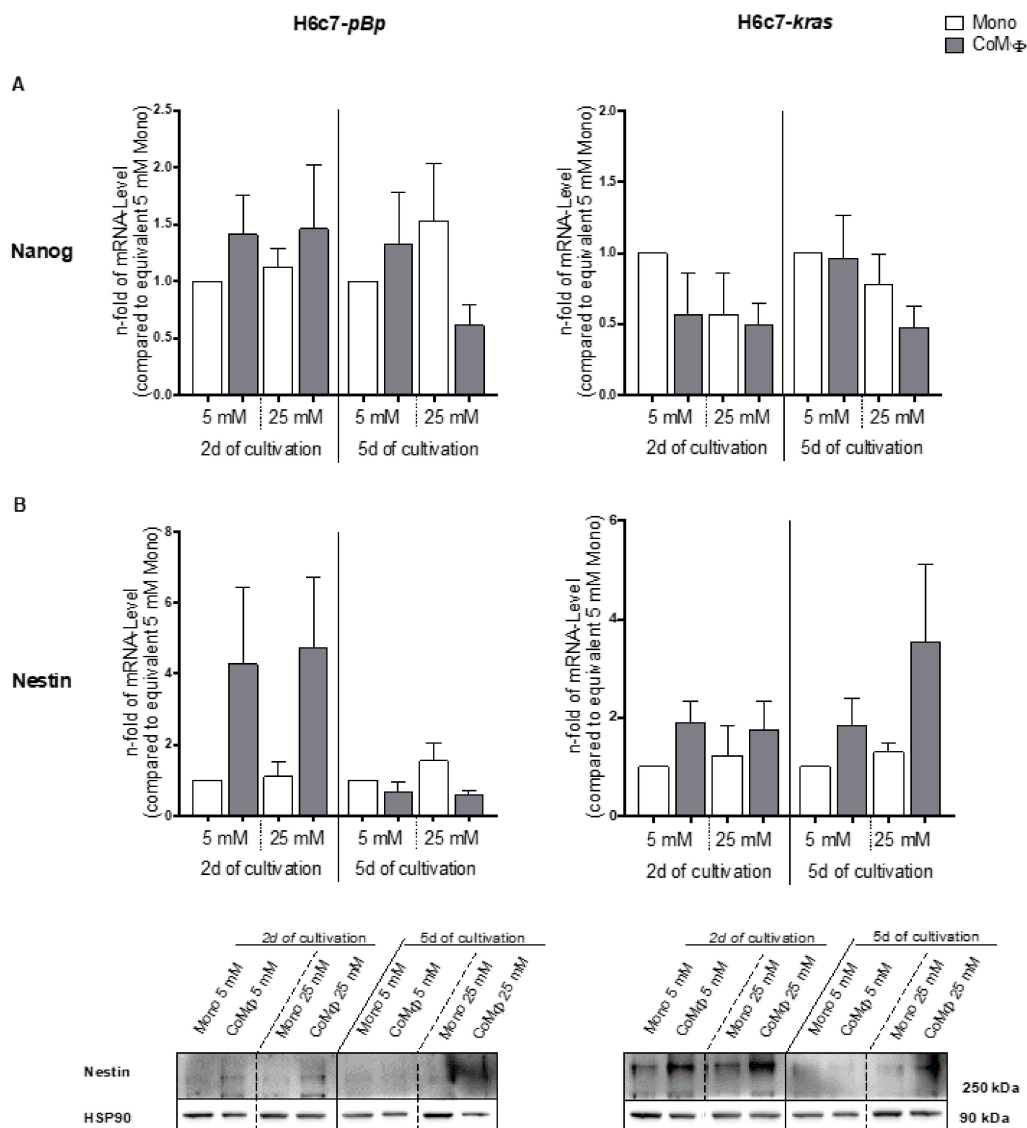 H6c7-pBp
H6c7-kras
Mono
CoMΦ
A
Nanog
n-fold of mRNA-Level
(compared to equivalent 5 mM Mono)
2.5
2.0
1.5
1.0
0.5
0.0
5 mM
25 mM
2d of cultivation
5 mM
25 mM
5d of cultivation
n-fold of mRNA-Level
(compared to equivalent 5 mM Mono)
2.0
1.5
1.0
0.5
0.0
5 mM
25 mM
2d of cultivation
5 mM
25 mM
5d of cultivation
B
Nestin
n-fold of mRNA-Level
(compared to equivalent 5 mM Mono)
8
6
4
2
0
5 mM
25 mM
2d of cultivation
5 mM
25 mM
5d of cultivation
n-fold of mRNA-Level
(compared to equivalent 5 mM Mono)
6
4
2
0
5 mM
25 mM
2d of cultivation
5 mM
25 mM
5d of cultivation
2d of cultivation
5d of cultivation
Mono 5 mM
CoMφ 5 mM
Mono 25 mM
CoMφ 25 mM
Mono 5 mM
CoMφ 5 mM
Mono 25 mM
CoMφ 25 mM
2d of cultivation
5d of cultivation
Mono 5 mM
CoMφ 5 mM
Mono 25 mM
CoMφ 25 mM
Mono 5 mM
CoMφ 5 mM
Mono 25 mM
CoMφ 25 mM
Nestin
250 kDa
HSP90
90 kDa